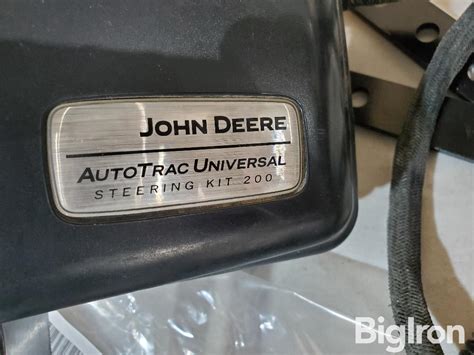 JOHN DEERE
AUTOTRAC UNIVERSAL
STEERING KIT 200
BigIron